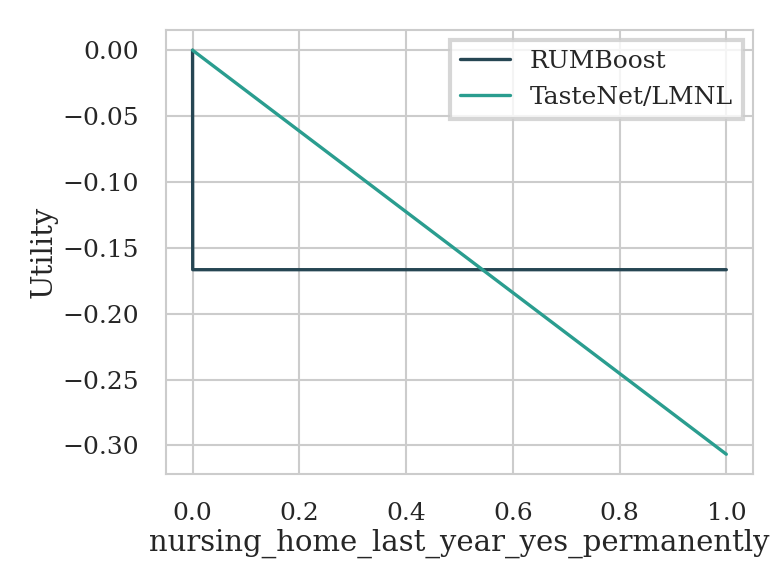 RUMBoost
TasteNet/LMNL
Utility
0.00
−0.05
−0.10
−0.15
−0.20
−0.25
−0.30
0.0 0.2 0.4 0.6 0.8 1.0
nursing_home_last_year_yes_permanently